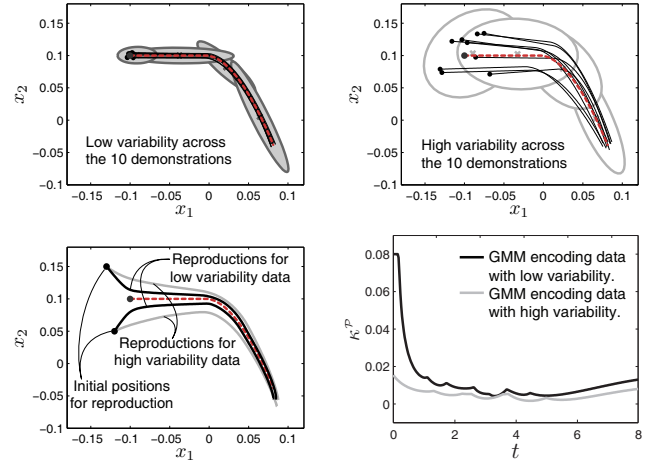 0.15
0.1
0.05
0
−0.05
−0.1
x2
Low variability across
the 10 demonstrations
−0.15 −0.1 −0.05 0 0.05 0.1
x1
0.15
0.1
0.05
0
−0.05
−0.1
x2
High variability across
the 10 demonstrations
−0.15 −0.1 −0.05 0 0.05 0.1
x1
0.15
0.1
0.05
0
−0.05
−0.1
x2
Reproductions for
low variability data
Reproductions for
high variability data
Initial positions
for reproduction
−0.15 −0.1 −0.05 0 0.05 0.1
x1
0.08
0.06
0.04
0.02
0
κ^P
GMM encoding data
with low variability.
GMM encoding data
with high variability.
0 2 4 6 8
t